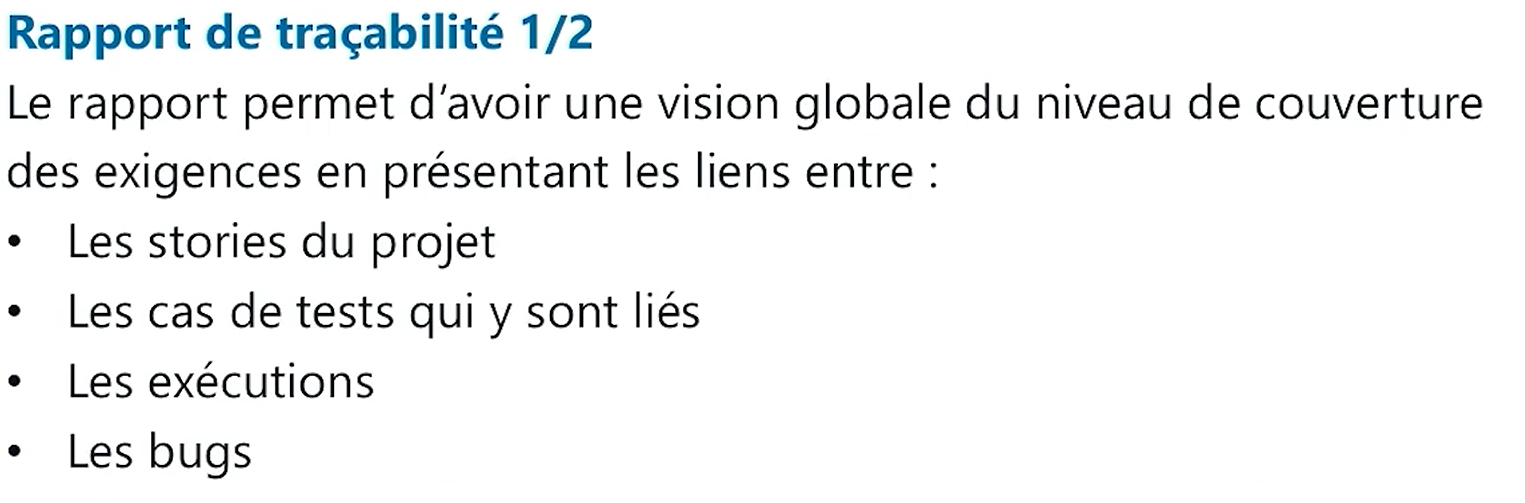 Rapport de traçabilité 1/2
Le rapport permet d'avoir une vision globale du niveau de couverture
des exigences en présentant les liens entre :
• Les stories du projet
• Les cas de tests qui y sont liés
• Les exécutions
• Les bugs